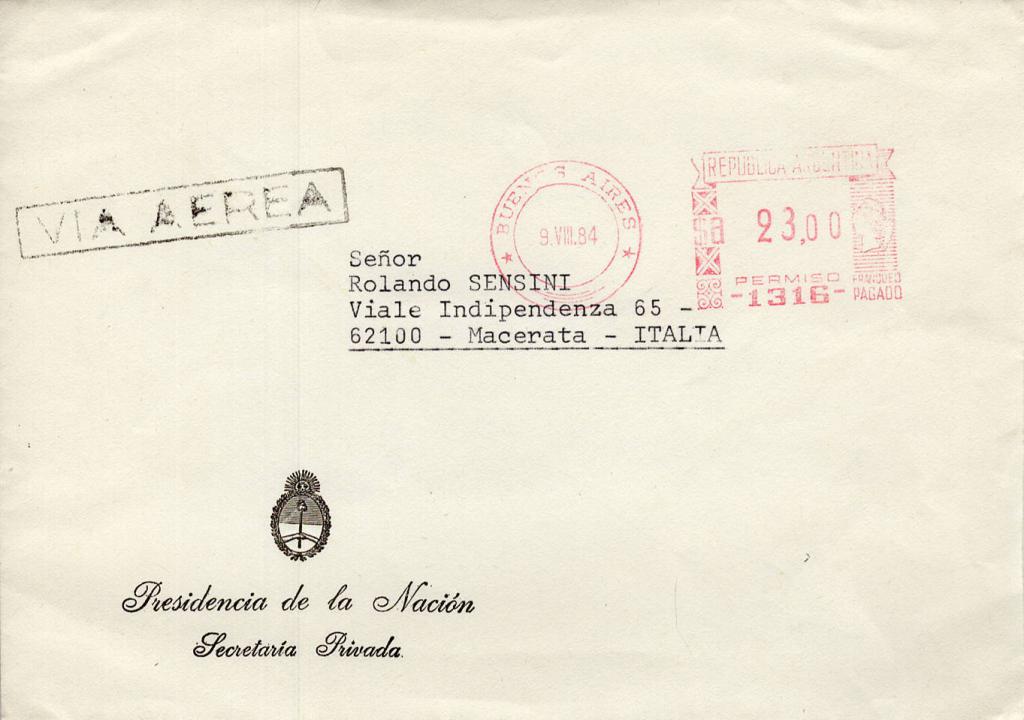 VIA AEREA
BUENOS AIRES
9.VIII.84
REPUBLICA ARGENTINA
$a 23,00
PERMISO
-1316-
FRANQUEO
PAGADO
Señor
Rolando SENSINI
Viale Indipendenza 65 -
62100 - Macerata - ITALIA
Presidencia de la Nación
Secretaría Privada.